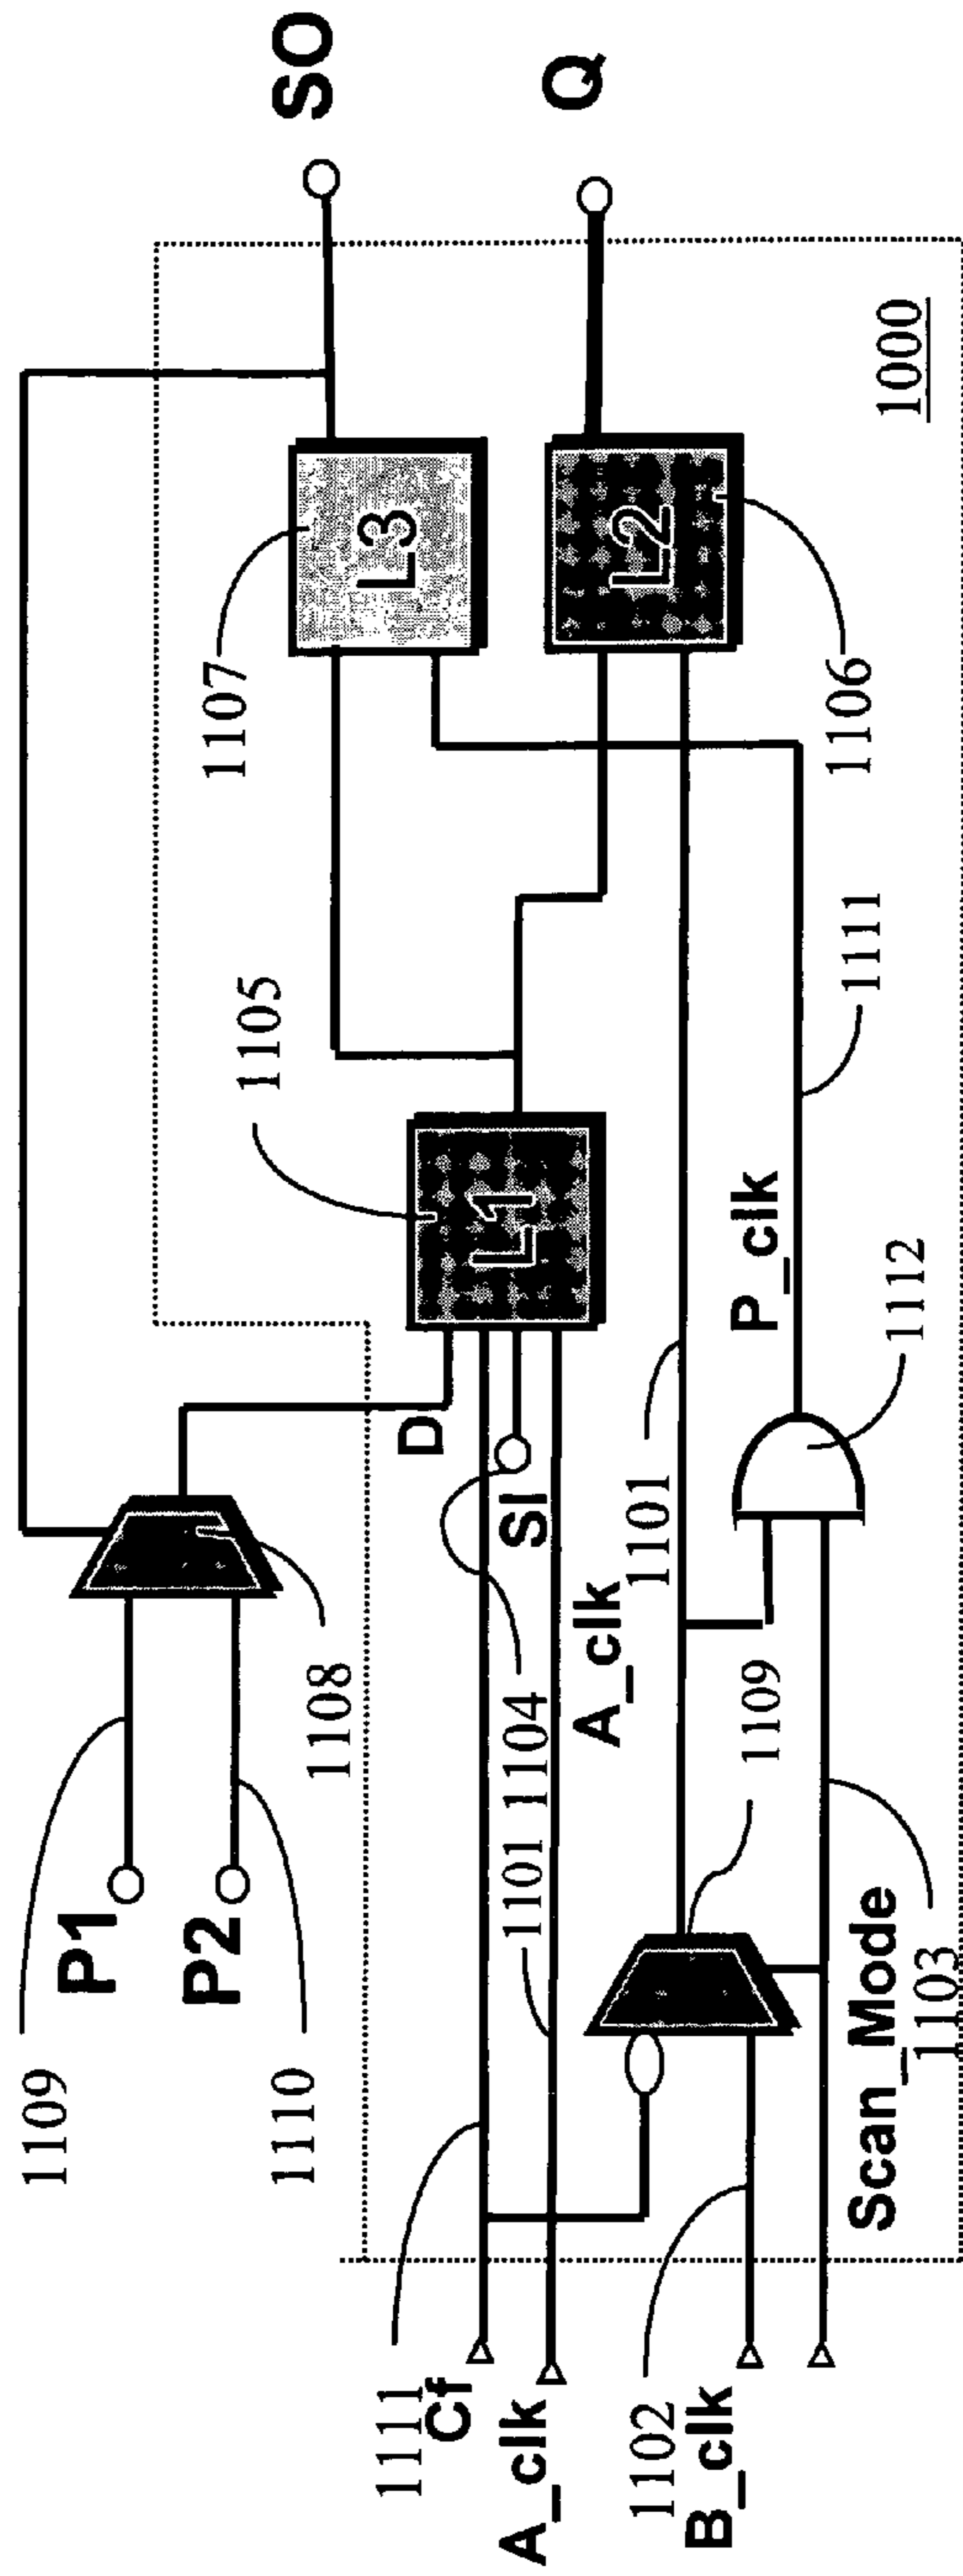 SO
Q
1109
P1
P2
1110
1108
1105
1107
L3
L1
L2
D
SI
1104
1101
A_clk
1101
1111
Cf
A_clk
1102
B_clk
1109
Scan_Mode
1103
P_clk
1112
1111
1106
1000